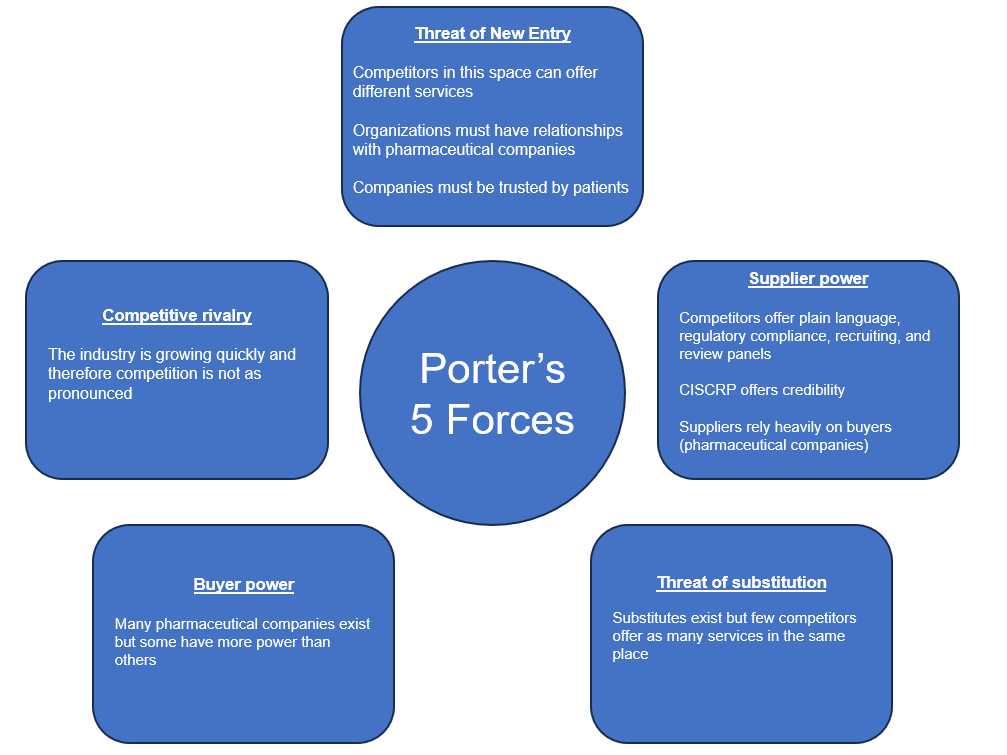 Threat of New Entry
Competitors in this space can offer
different services
Organizations must have relationships
with pharmaceutical companies
Companies must be trusted by patients
Competitive rivalry
The industry is growing quickly and
therefore competition is not as
pronounced
Porter’s
5 Forces
Supplier power
Competitors offer plain language,
regulatory compliance, recruiting, and
review panels
CISCRP offers credibility
Suppliers rely heavily on buyers
(pharmaceutical companies)
Buyer power
Many pharmaceutical companies exist
but some have more power than
others
Threat of substitution
Substitutes exist but few competitors
offer as many services in the same
place